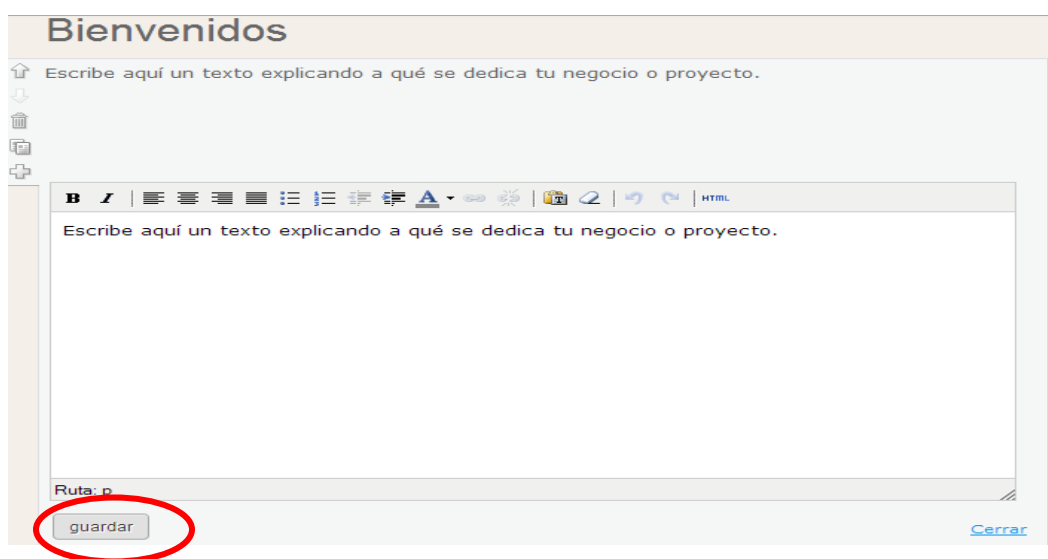 Bienvenidos
Escribe aquí un texto explicando a qué se dedica tu negocio o proyecto.
B I A T HTML
Escribe aquí un texto explicando a qué se dedica tu negocio o proyecto.
Ruta: p
guardar
Cerrar